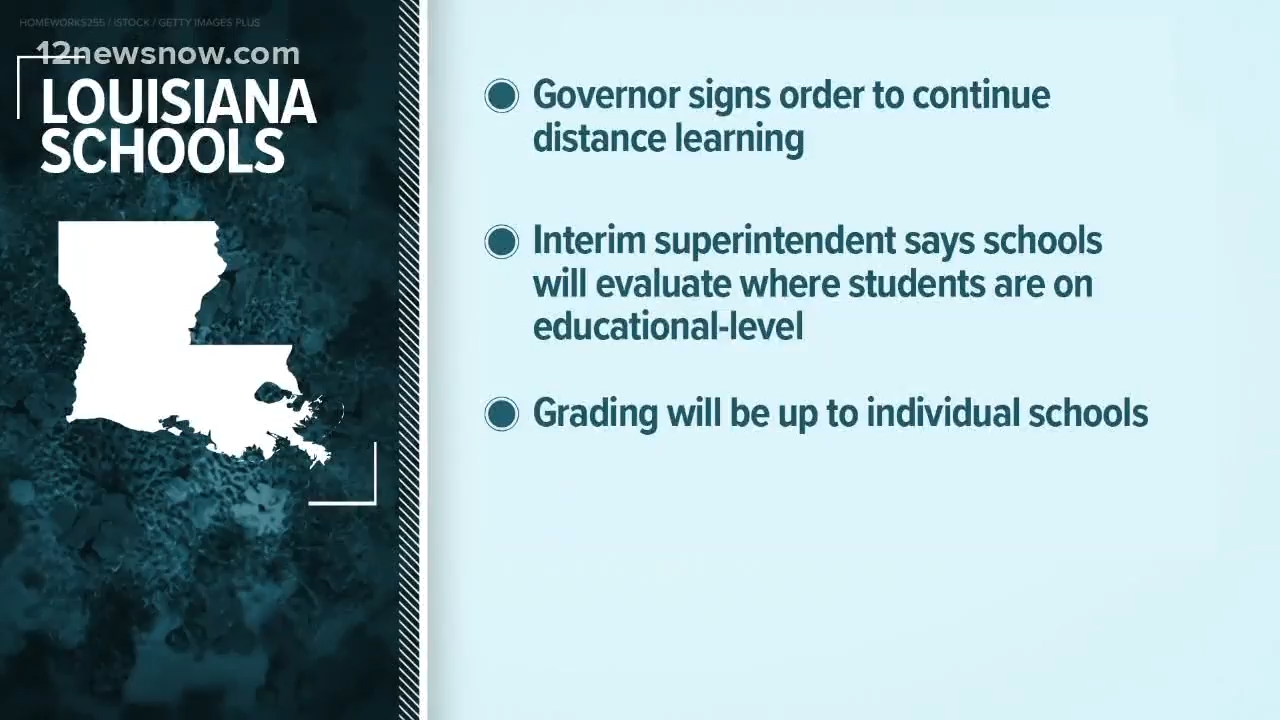 HOMEWORKS255 / ISTOCK / GETTY IMAGES PLUS
12newsnow.com
LOUISIANA
SCHOOLS
Governor signs order to continue
distance learning
Interim superintendent says schools
will evaluate where students are on
educational-level
Grading will be up to individual schools